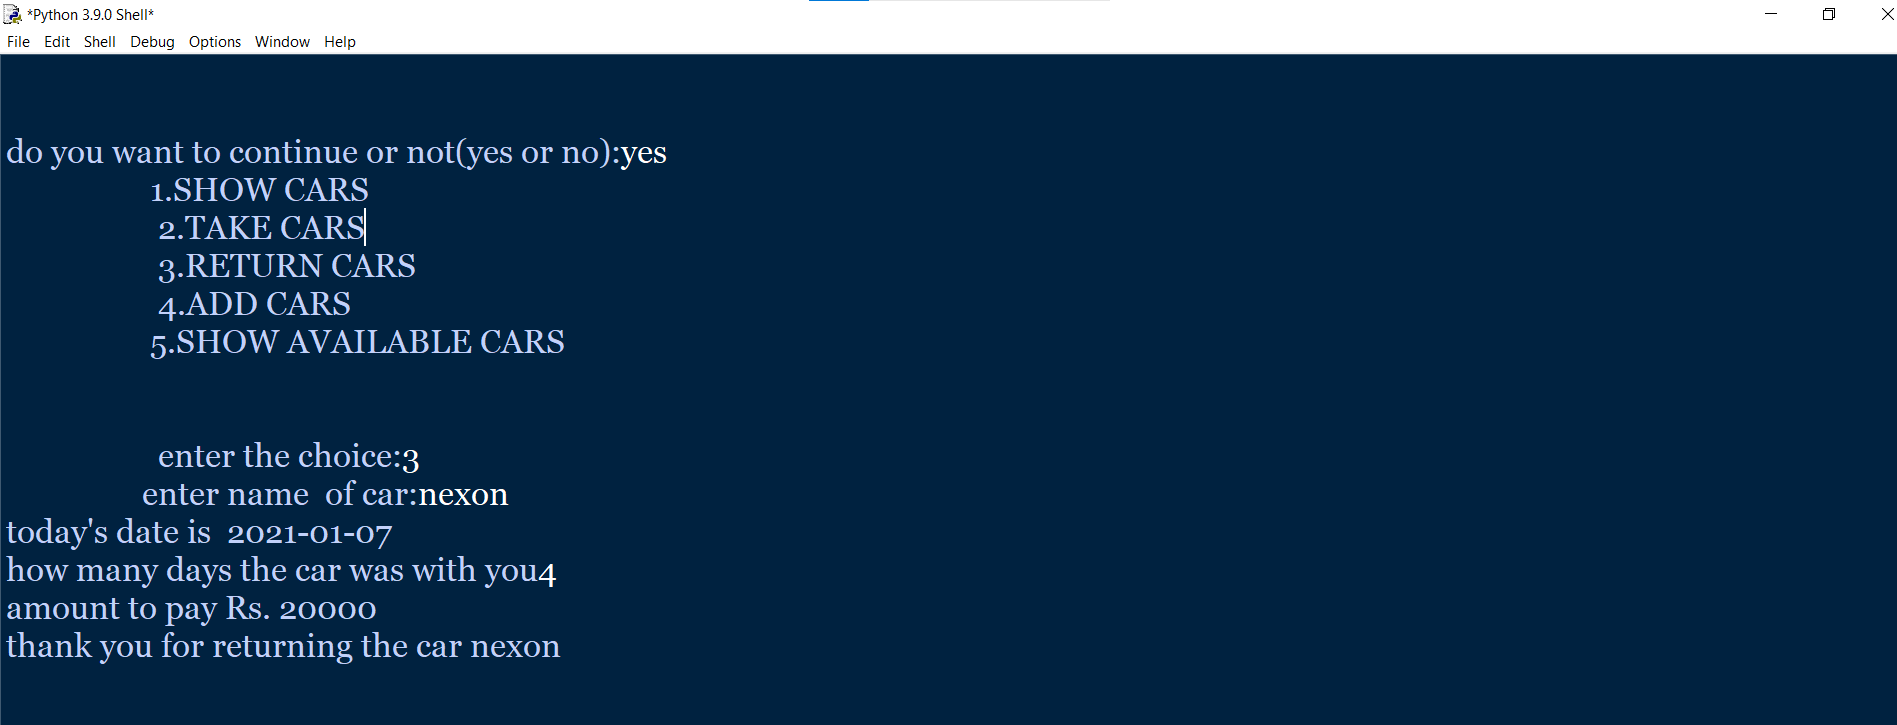 *Python 3.9.0 Shell*
File Edit Shell Debug Options Window Help
do you want to continue or not(yes or no):yes
1.SHOW CARS
2.TAKE CARS
3.RETURN CARS
4.ADD CARS
5.SHOW AVAILABLE CARS
enter the choice:3
enter name  of car:nexon
today's date is  2021-01-07
how many days the car was with you4
amount to pay Rs. 20000
thank you for returning the car nexon